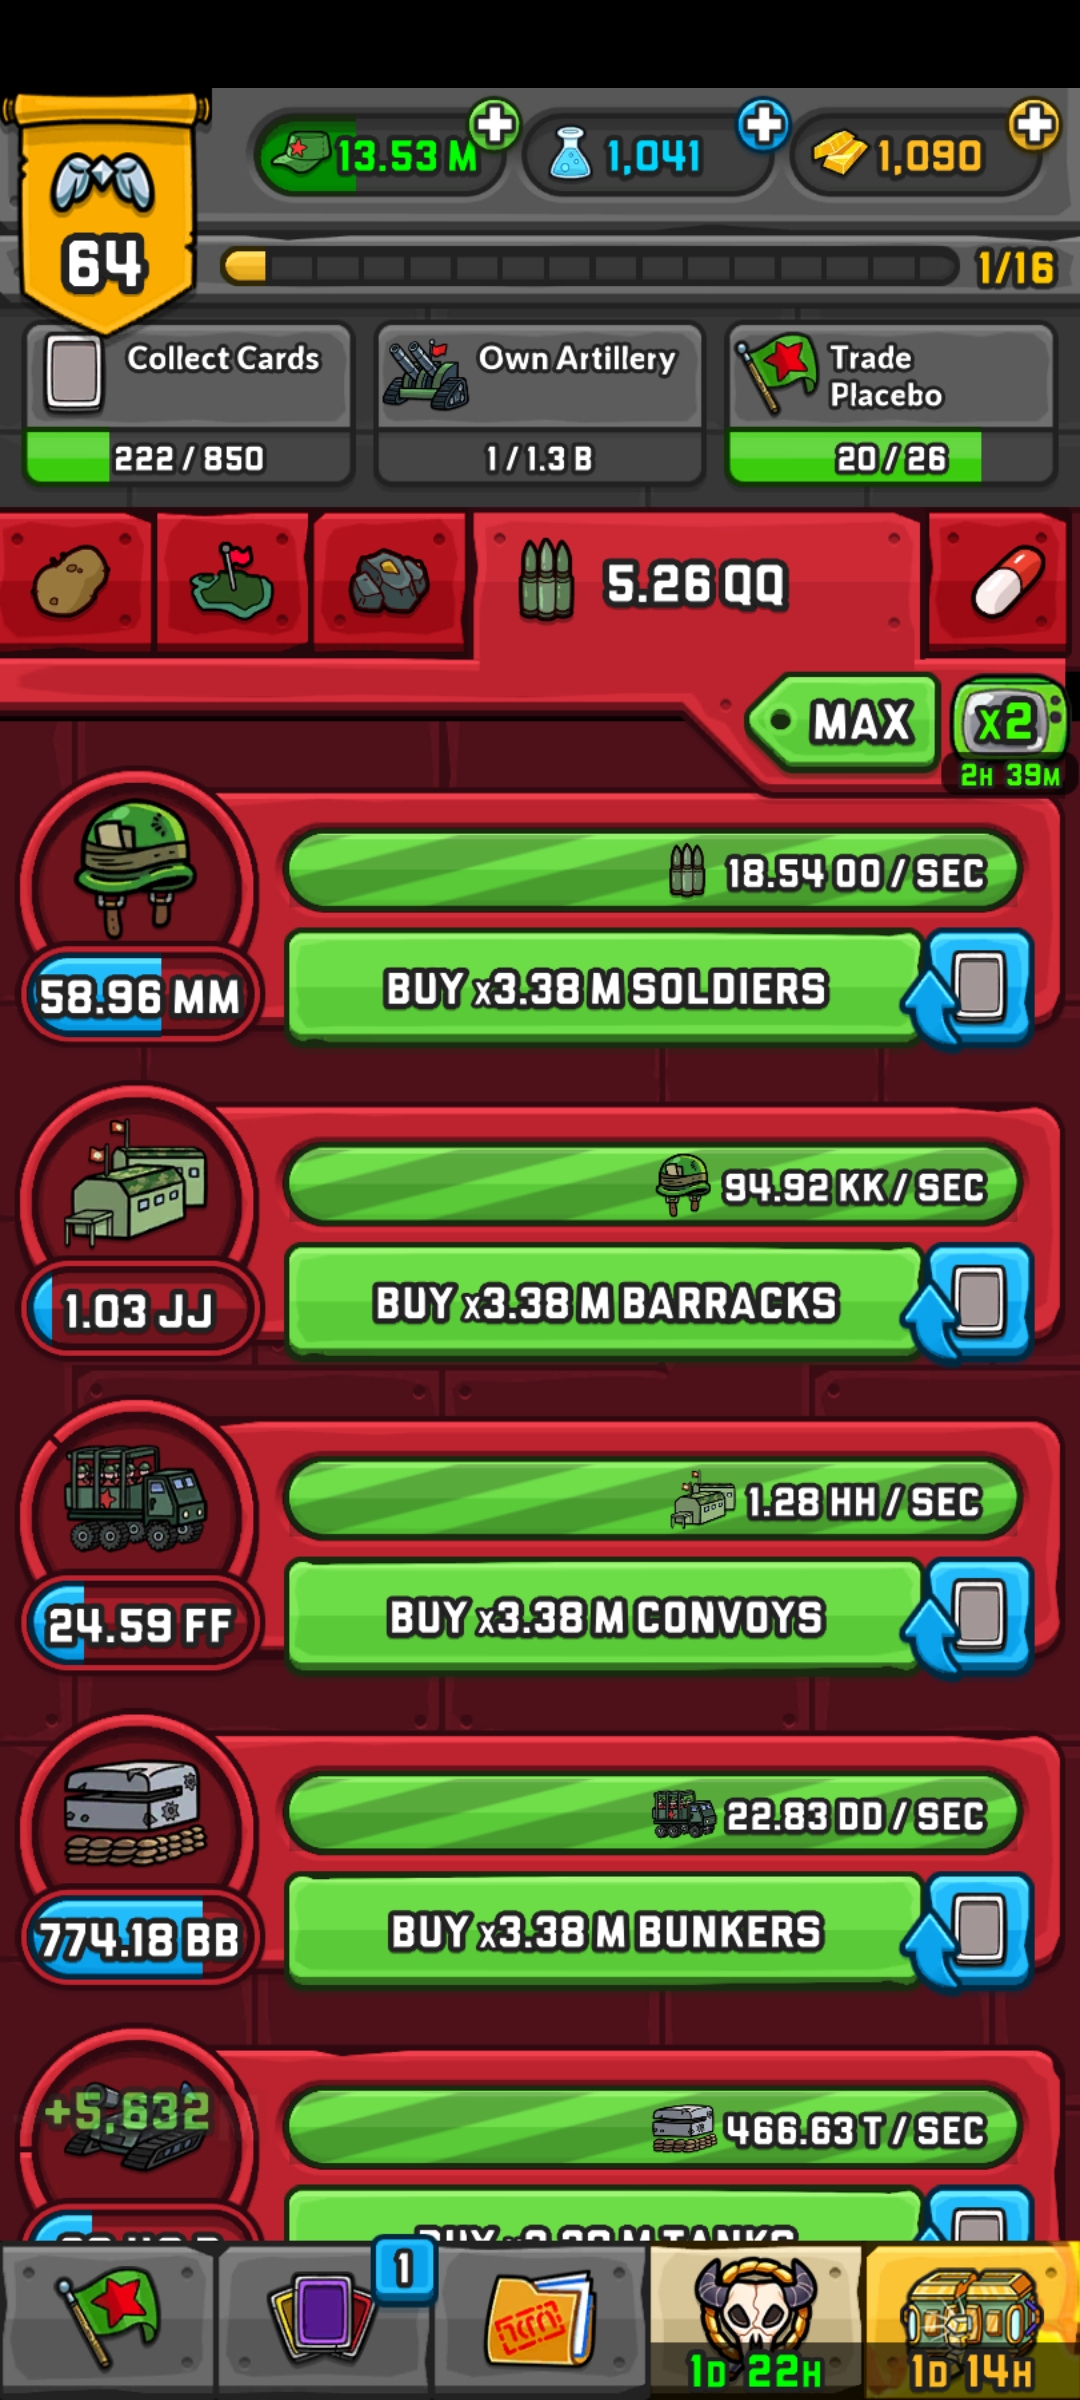 64
13.53 M
1,041
1,090
1/16
Collect Cards
222 / 850
Own Artillery
1 / 1.3 B
Trade
Placebo
20 / 26
5.26 QQ
MAX
x2
2H 39M
18.54 OO / SEC
58.96 MM
BUY x3.38 M SOLDIERS
94.92 KK / SEC
1.03 JJ
BUY x3.38 M BARRACKS
1.28 HH / SEC
24.59 FF
BUY x3.38 M CONVOYS
22.83 DD / SEC
774.18 BB
BUY x3.38 M BUNKERS
+5,632
466.63 T / SEC
BUY x3.38 M TANKS
1
1D 22H
1D 14H